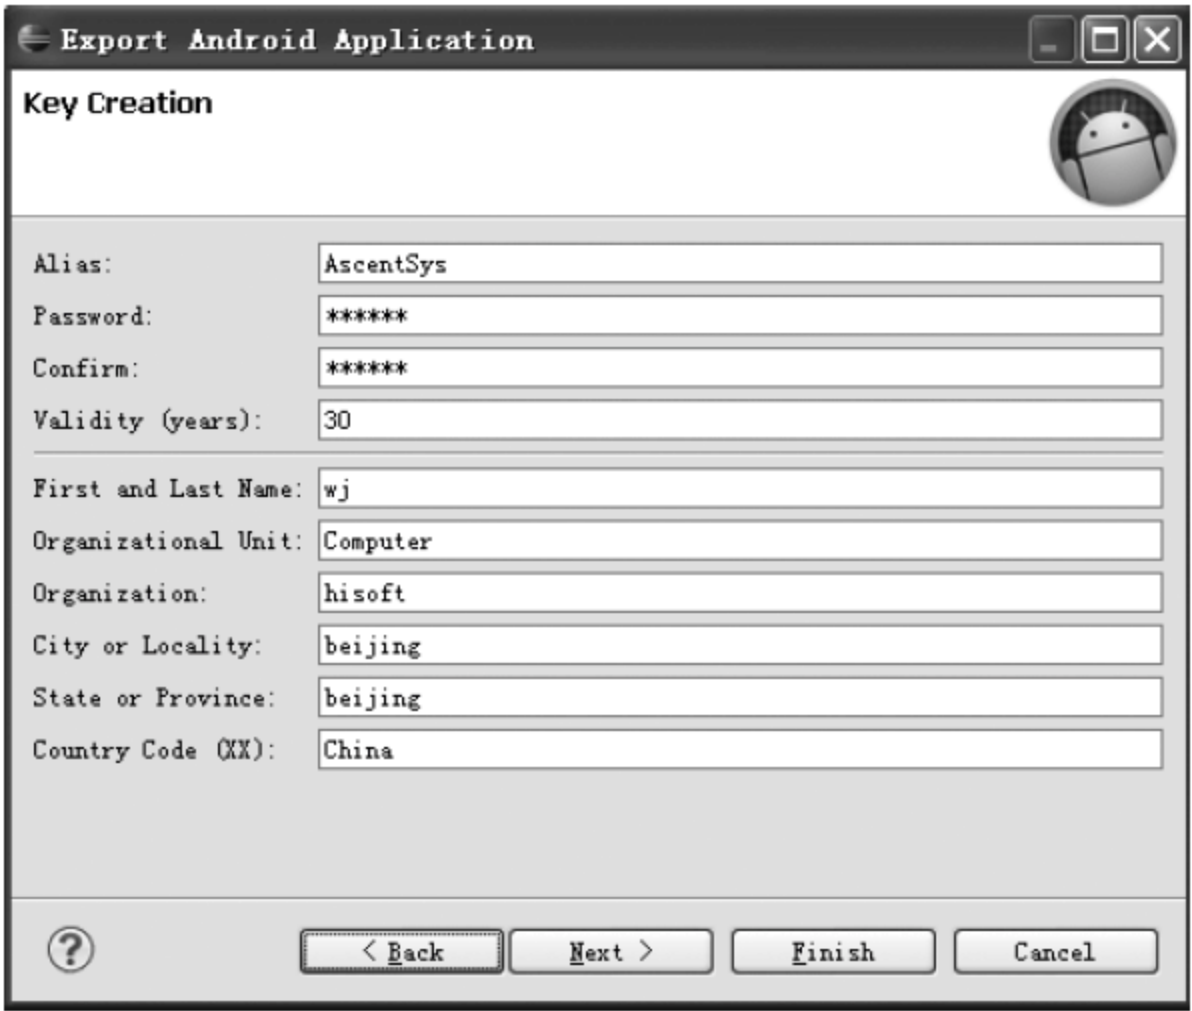 Export Android Application
Key Creation
Alias: AscentSys
Password: ******
Confirm: ******
Validity (years): 30
First and Last Name: wj
Organizational Unit: Computer
Organization: hisoft
City or Locality: beijing
State or Province: beijing
Country Code (XX): China
? < Back Next > Finish Cancel